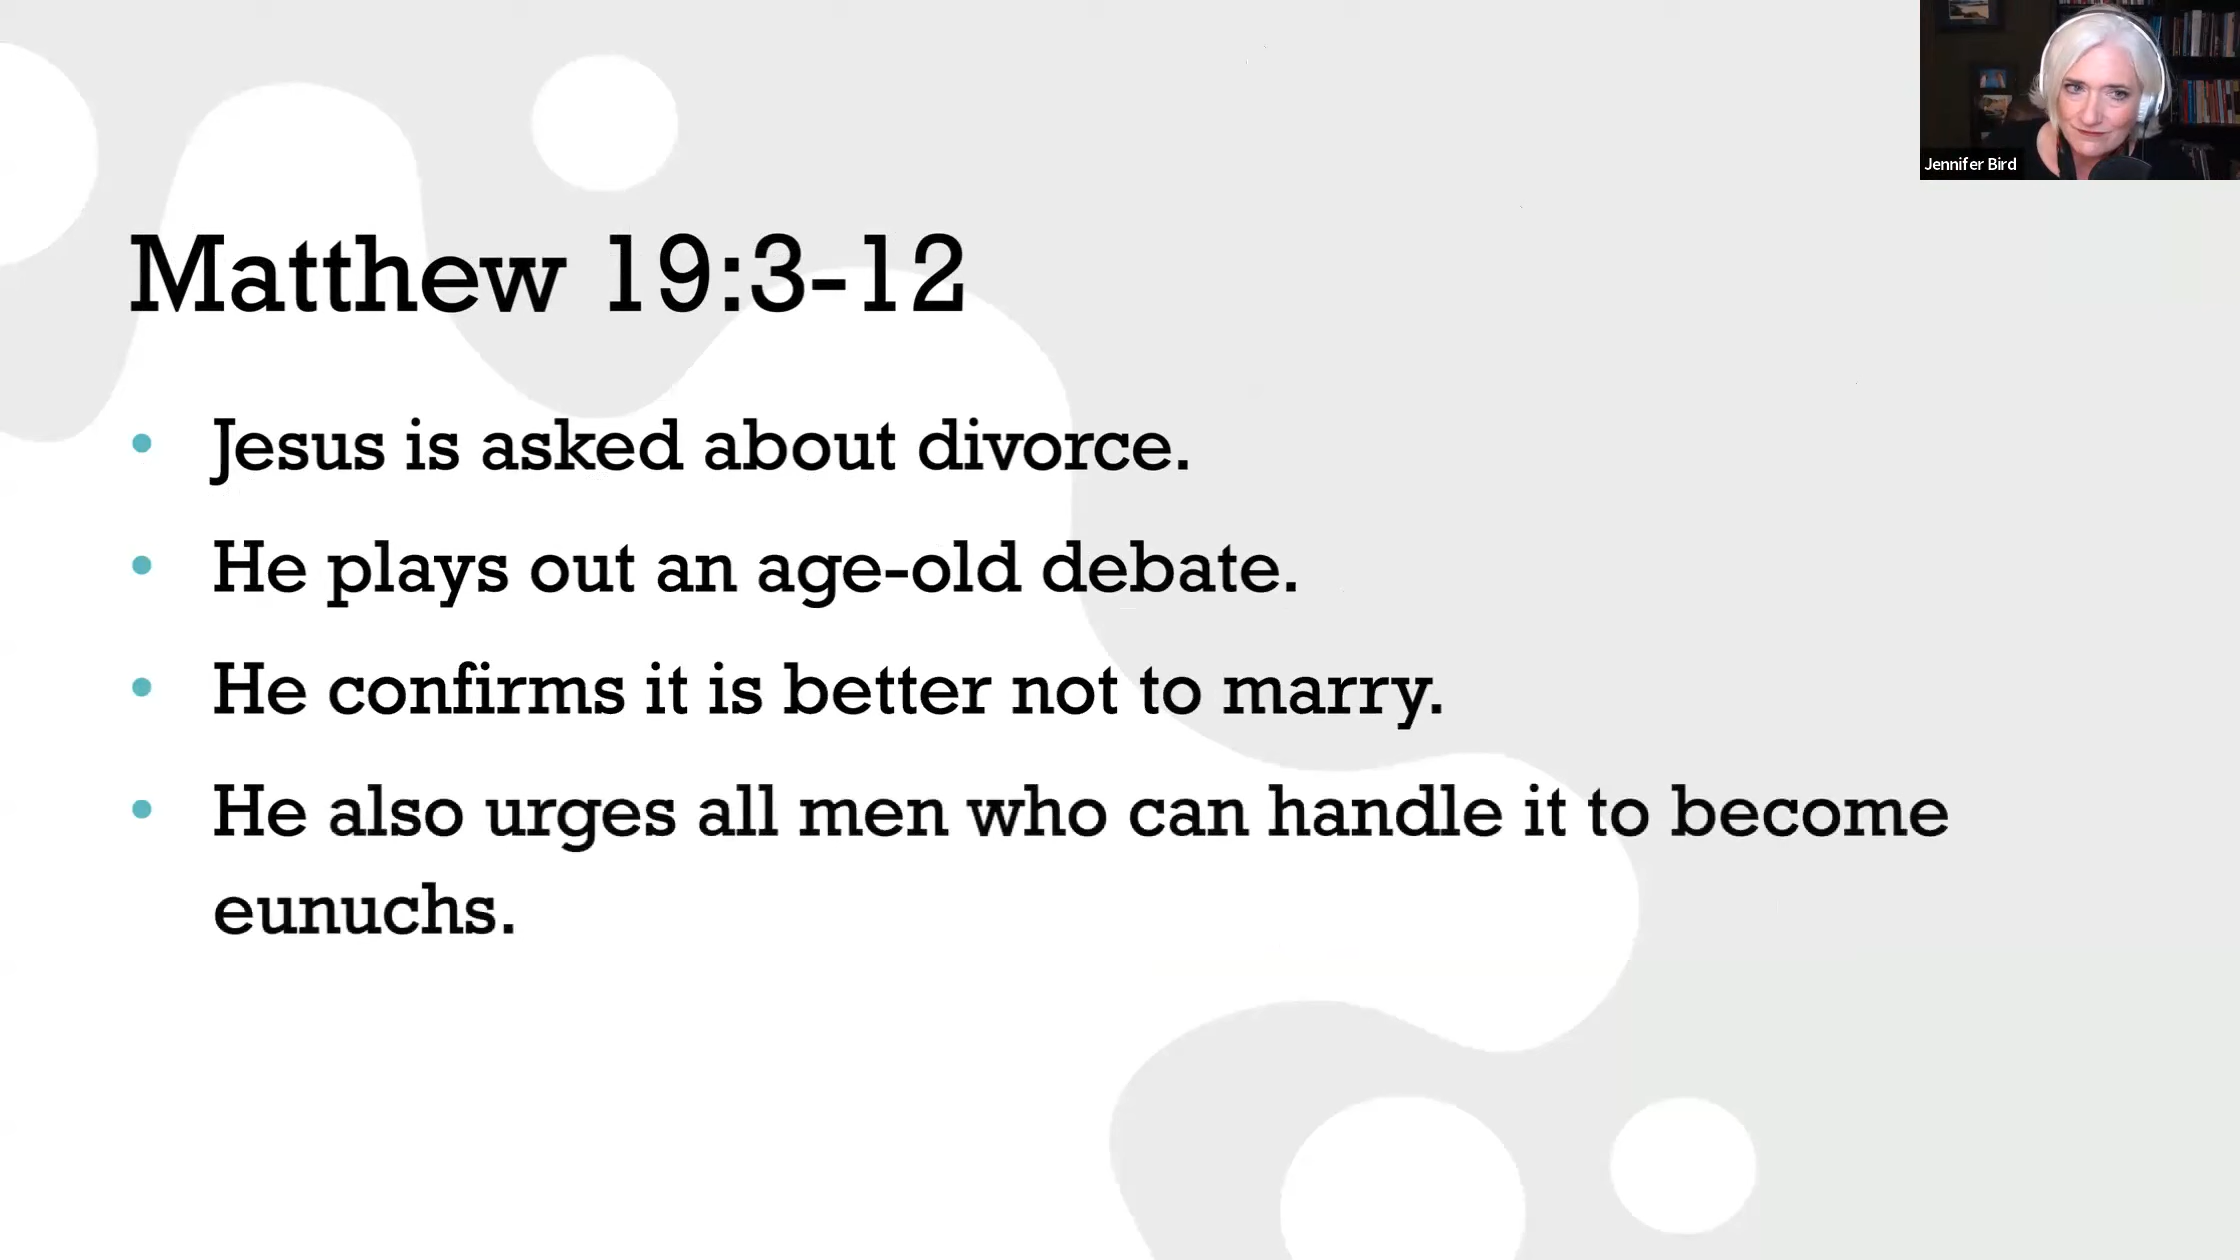 Jennifer Bird
Matthew 19:3-12
• Jesus is asked about divorce.
• He plays out an age-old debate.
• He confirms it is better not to marry.
• He also urges all men who can handle it to become
eunuchs.